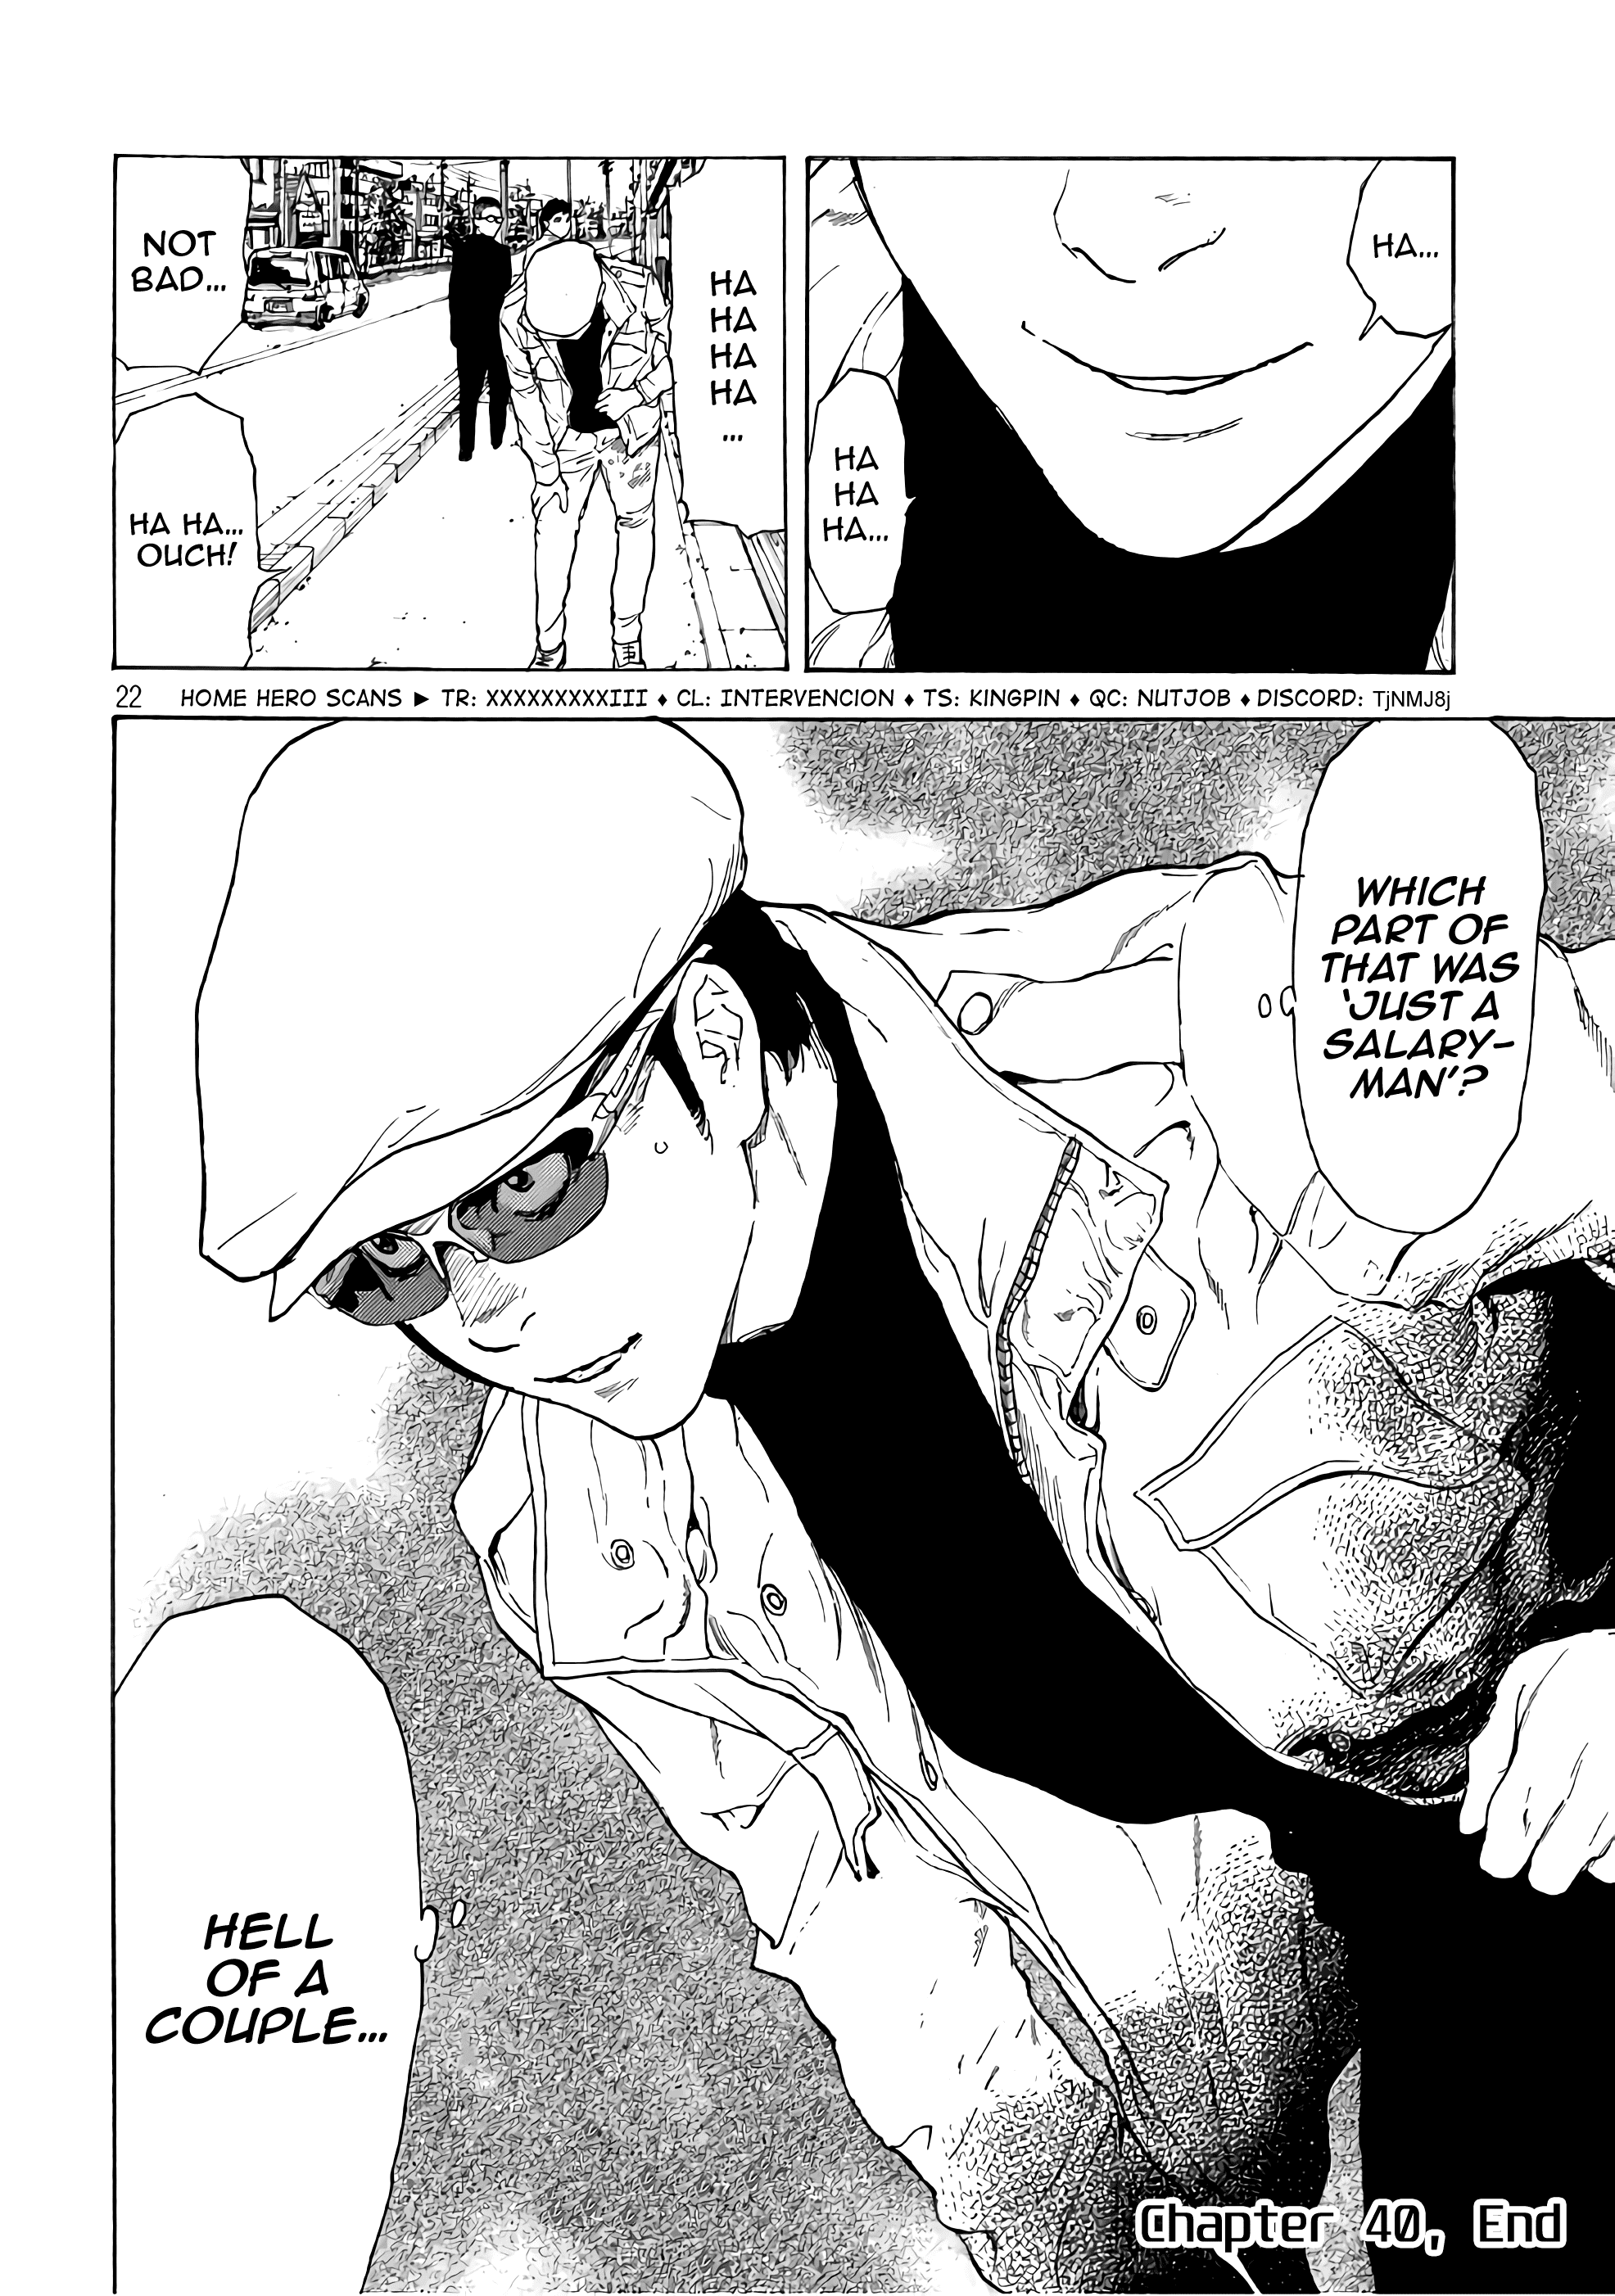 HA...
HA
HA
HA...
HA
HA
HA
HA
...
NOT
BAD...
HA HA...
OUCH!
22 HOME HERO SCANS ▶ TR: XXXXXXXXXIII ♦ CL: INTERVENCION ♦ TS: KINGPIN ♦ QC: NUTJOB ♦ DISCORD: TjNMJ8j
WHICH
PART OF
THAT WAS
'JUST A
SALARY-
MAN'?
HELL
OF A
COUPLE...
Chapter 40, End